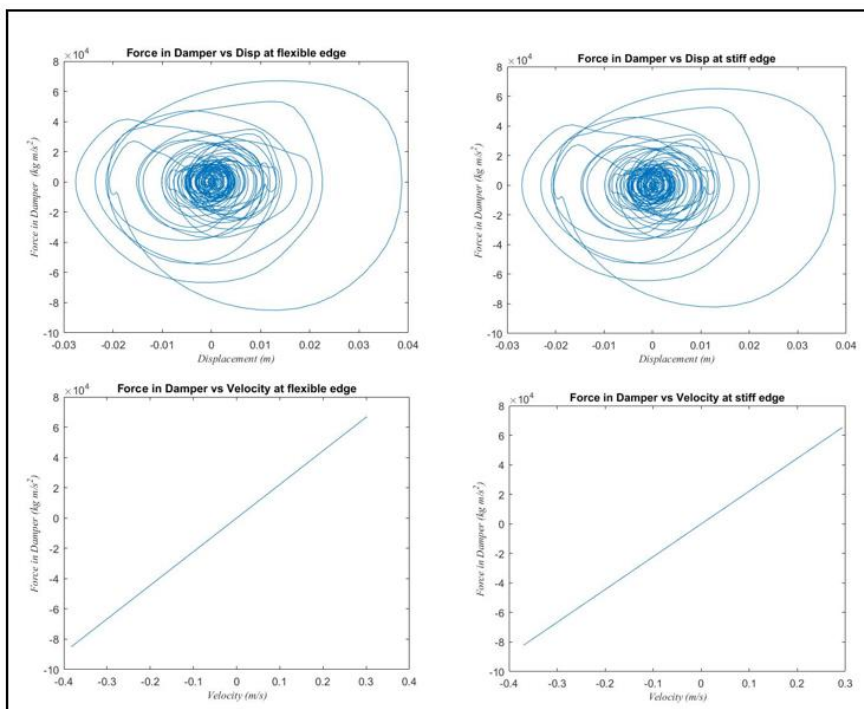 Force in Damper vs Disp at flexible edge
×10⁴
8
6
4
2
0
-2
-4
-6
-8
-10
Force in Damper (kg m/s²)
-0.03 -0.02 -0.01 0 0.01 0.02 0.03 0.04
Displacement (m)
Force in Damper vs Disp at stiff edge
×10⁴
8
6
4
2
0
-2
-4
-6
-8
-10
Force in Damper (kg m/s²)
-0.03 -0.02 -0.01 0 0.01 0.02 0.03 0.04
Displacement (m)
Force in Damper vs Velocity at flexible edge
×10⁴
8
6
4
2
0
-2
-4
-6
-8
-10
Force in Damper (kg m/s²)
-0.4 -0.3 -0.2 -0.1 0 0.1 0.2 0.3 0.4
Velocity (m/s)
Force in Damper vs Velocity at stiff edge
×10⁴
8
6
4
2
0
-2
-4
-6
-8
-10
Force in Damper (kg m/s²)
-0.4 -0.3 -0.2 -0.1 0 0.1 0.2 0.3
Velocity (m/s)